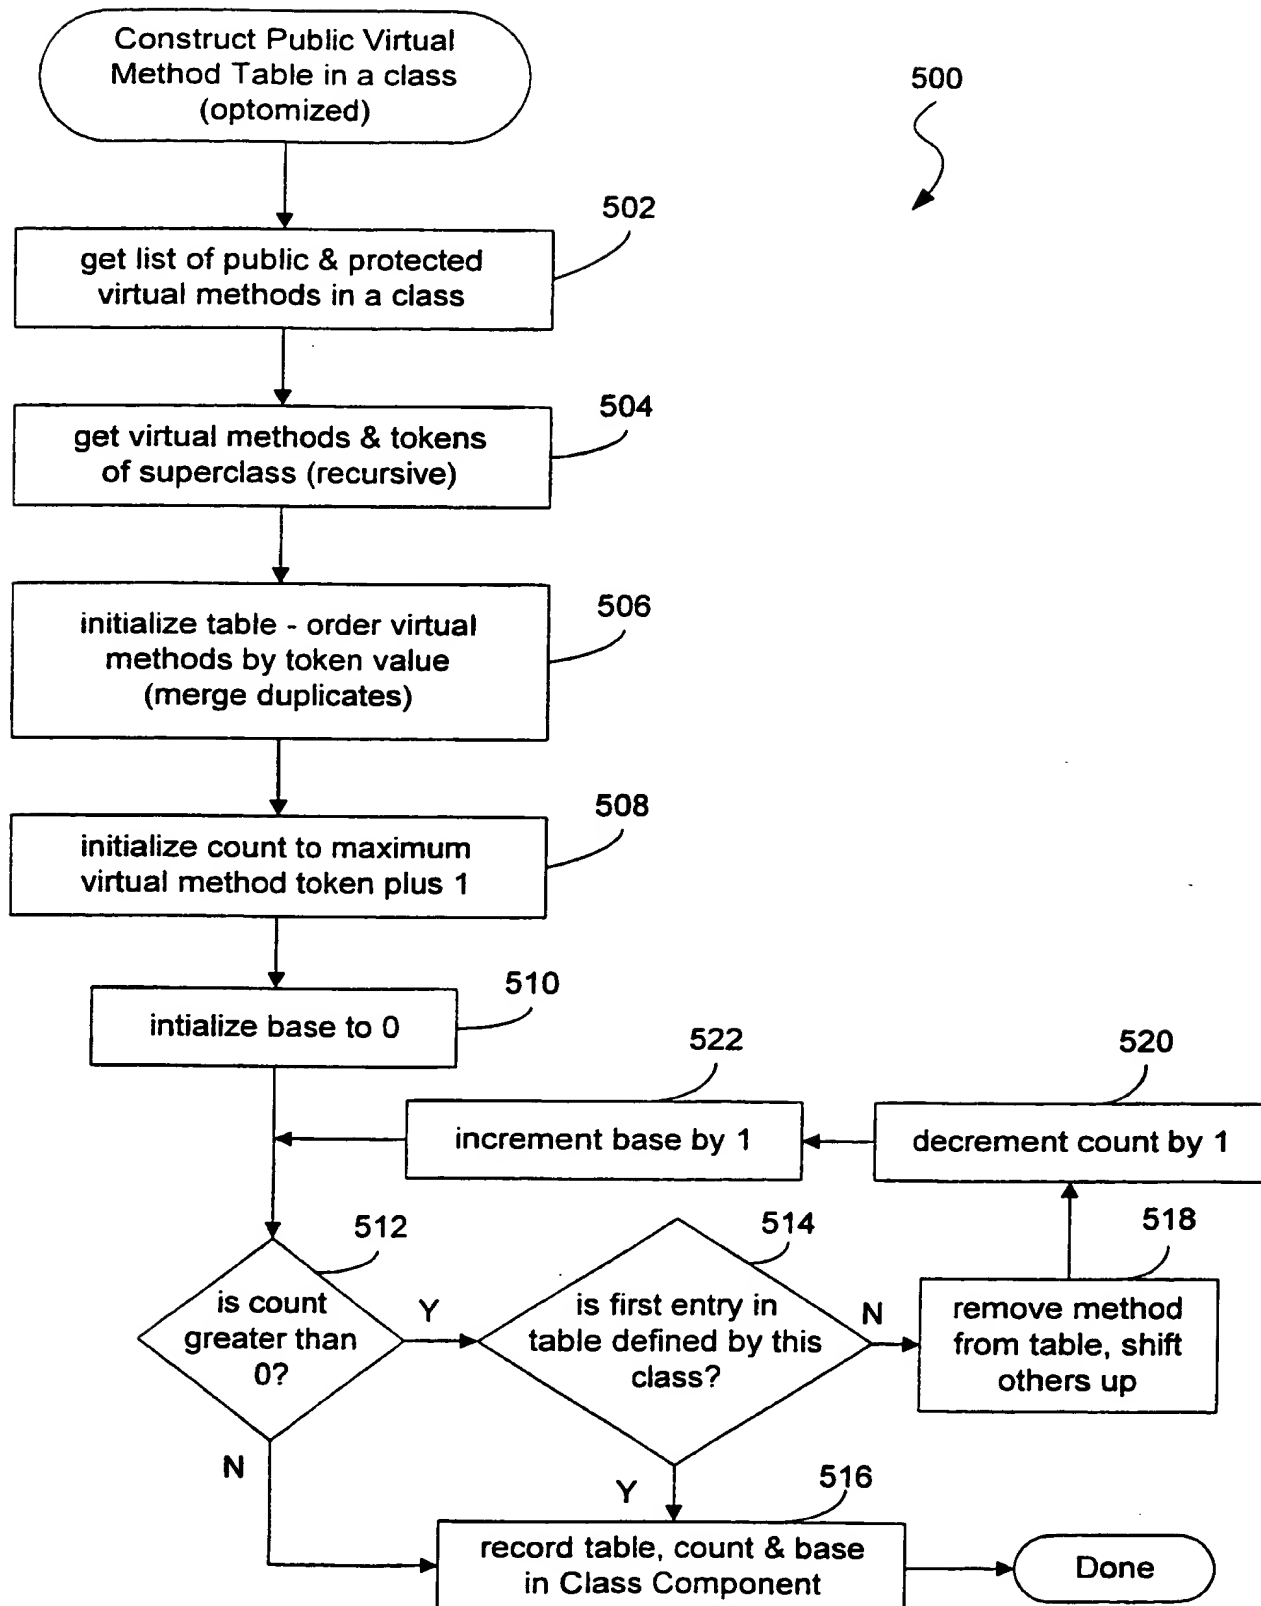 Construct Public Virtual
Method Table in a class
(optomized)
500
502
get list of public & protected
virtual methods in a class
504
get virtual methods & tokens
of superclass (recursive)
506
initialize table - order virtual
methods by token value
(merge duplicates)
508
initialize count to maximum
virtual method token plus 1
510
intialize base to 0
522
increment base by 1
520
decrement count by 1
512
is count
greater than
0?
Y
N
514
is first entry in
table defined by this
class?
N
Y
518
remove method
from table, shift
others up
516
record table, count & base
in Class Component
Done